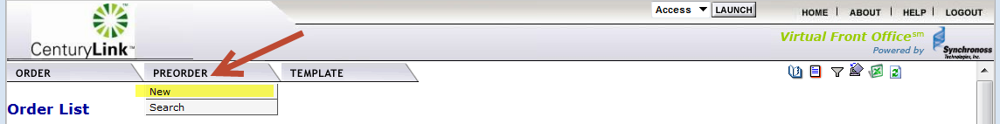 Access LAUNCH HOME | ABOUT | HELP | LOGOUT
CenturyLink™
Virtual Front Office℠
Powered by Synchronoss Technologies, Inc.
ORDER PREORDER TEMPLATE
New
Search
Order List